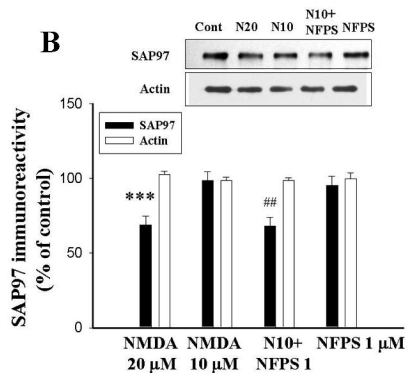 B
N10+
Cont N20 N10 NFPS NFPS
SAP97
Actin
150
SAP97
Actin
100
***
##
50
0
SAP97 immunoreactivity
(% of control)
NMDA NMDA N10+ NFPS 1 μM
20 μM 10 μM NFPS 1